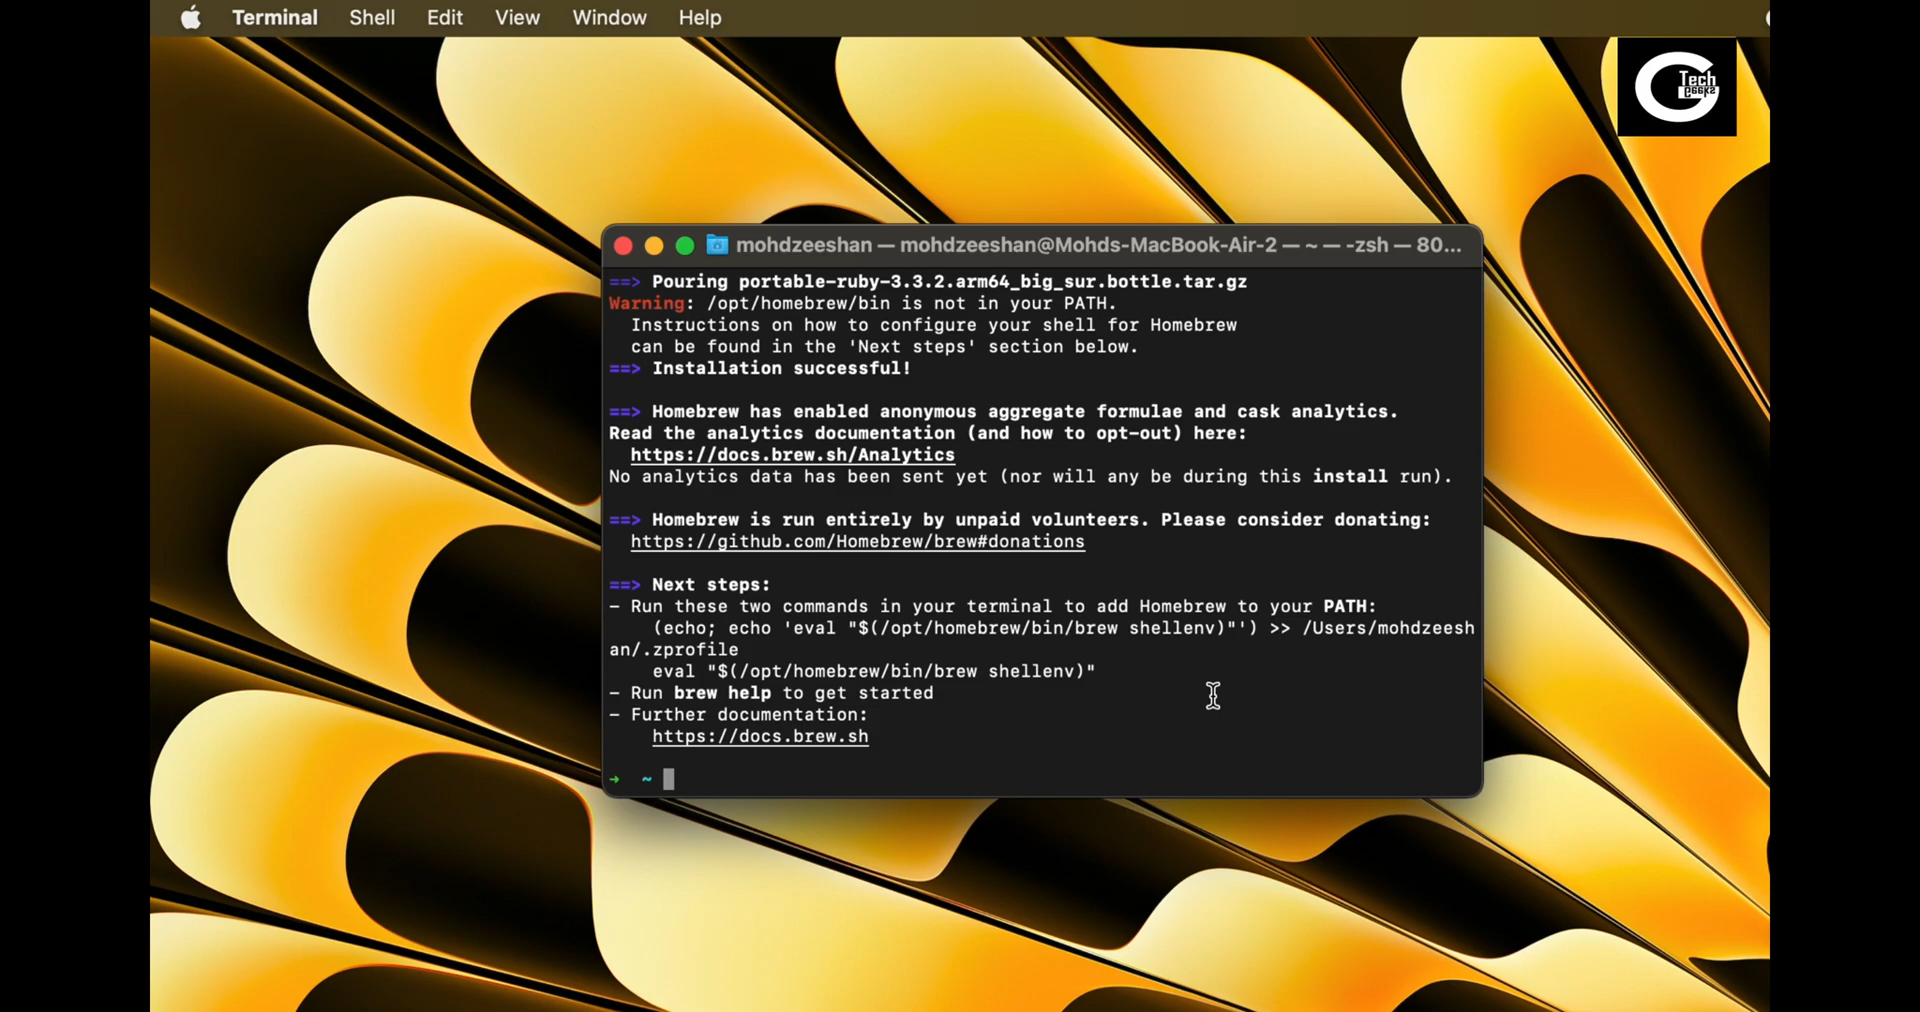 Terminal Shell Edit View Window Help
Tech
Geekz
mohdzeeshan — mohdzeeshan@Mohds-MacBook-Air-2 — ~ — -zsh — 80...
==> Pouring portable-ruby-3.3.2.arm64_big_sur.bottle.tar.gz
Warning: /opt/homebrew/bin is not in your PATH.
Instructions on how to configure your shell for Homebrew
can be found in the 'Next steps' section below.
==> Installation successful!
==> Homebrew has enabled anonymous aggregate formulae and cask analytics.
Read the analytics documentation (and how to opt-out) here:
https://docs.brew.sh/Analytics
No analytics data has been sent yet (nor will any be during this install run).
==> Homebrew is run entirely by unpaid volunteers. Please consider donating:
https://github.com/Homebrew/brew#donations
==> Next steps:
- Run these two commands in your terminal to add Homebrew to your PATH:
(echo; echo 'eval "$(/opt/homebrew/bin/brew shellenv)"') >> /Users/mohdzeesh
an/.zprofile
eval "$(/opt/homebrew/bin/brew shellenv)"
- Run brew help to get started
- Further documentation:
https://docs.brew.sh
→ ~